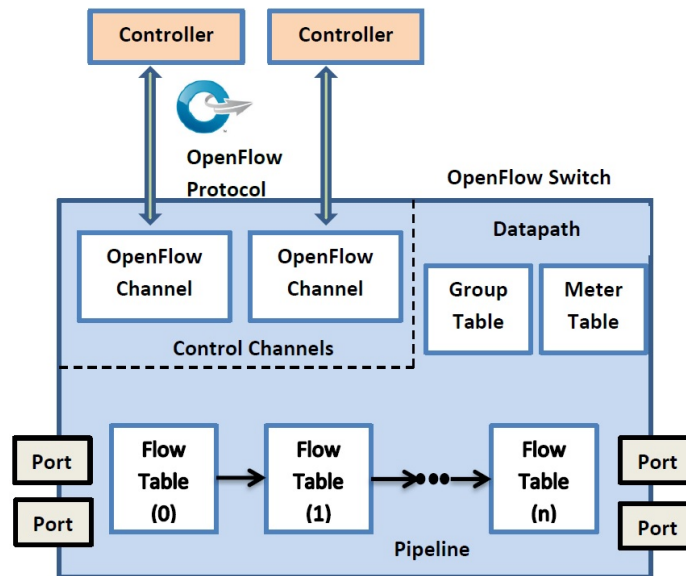 Controller
Controller
OpenFlow
Protocol
OpenFlow Switch
OpenFlow
Channel
OpenFlow
Channel
Control Channels
Datapath
Group
Table
Meter
Table
Port
Port
Flow
Table
(0)
Flow
Table
(1)
Flow
Table
(n)
Port
Port
Pipeline